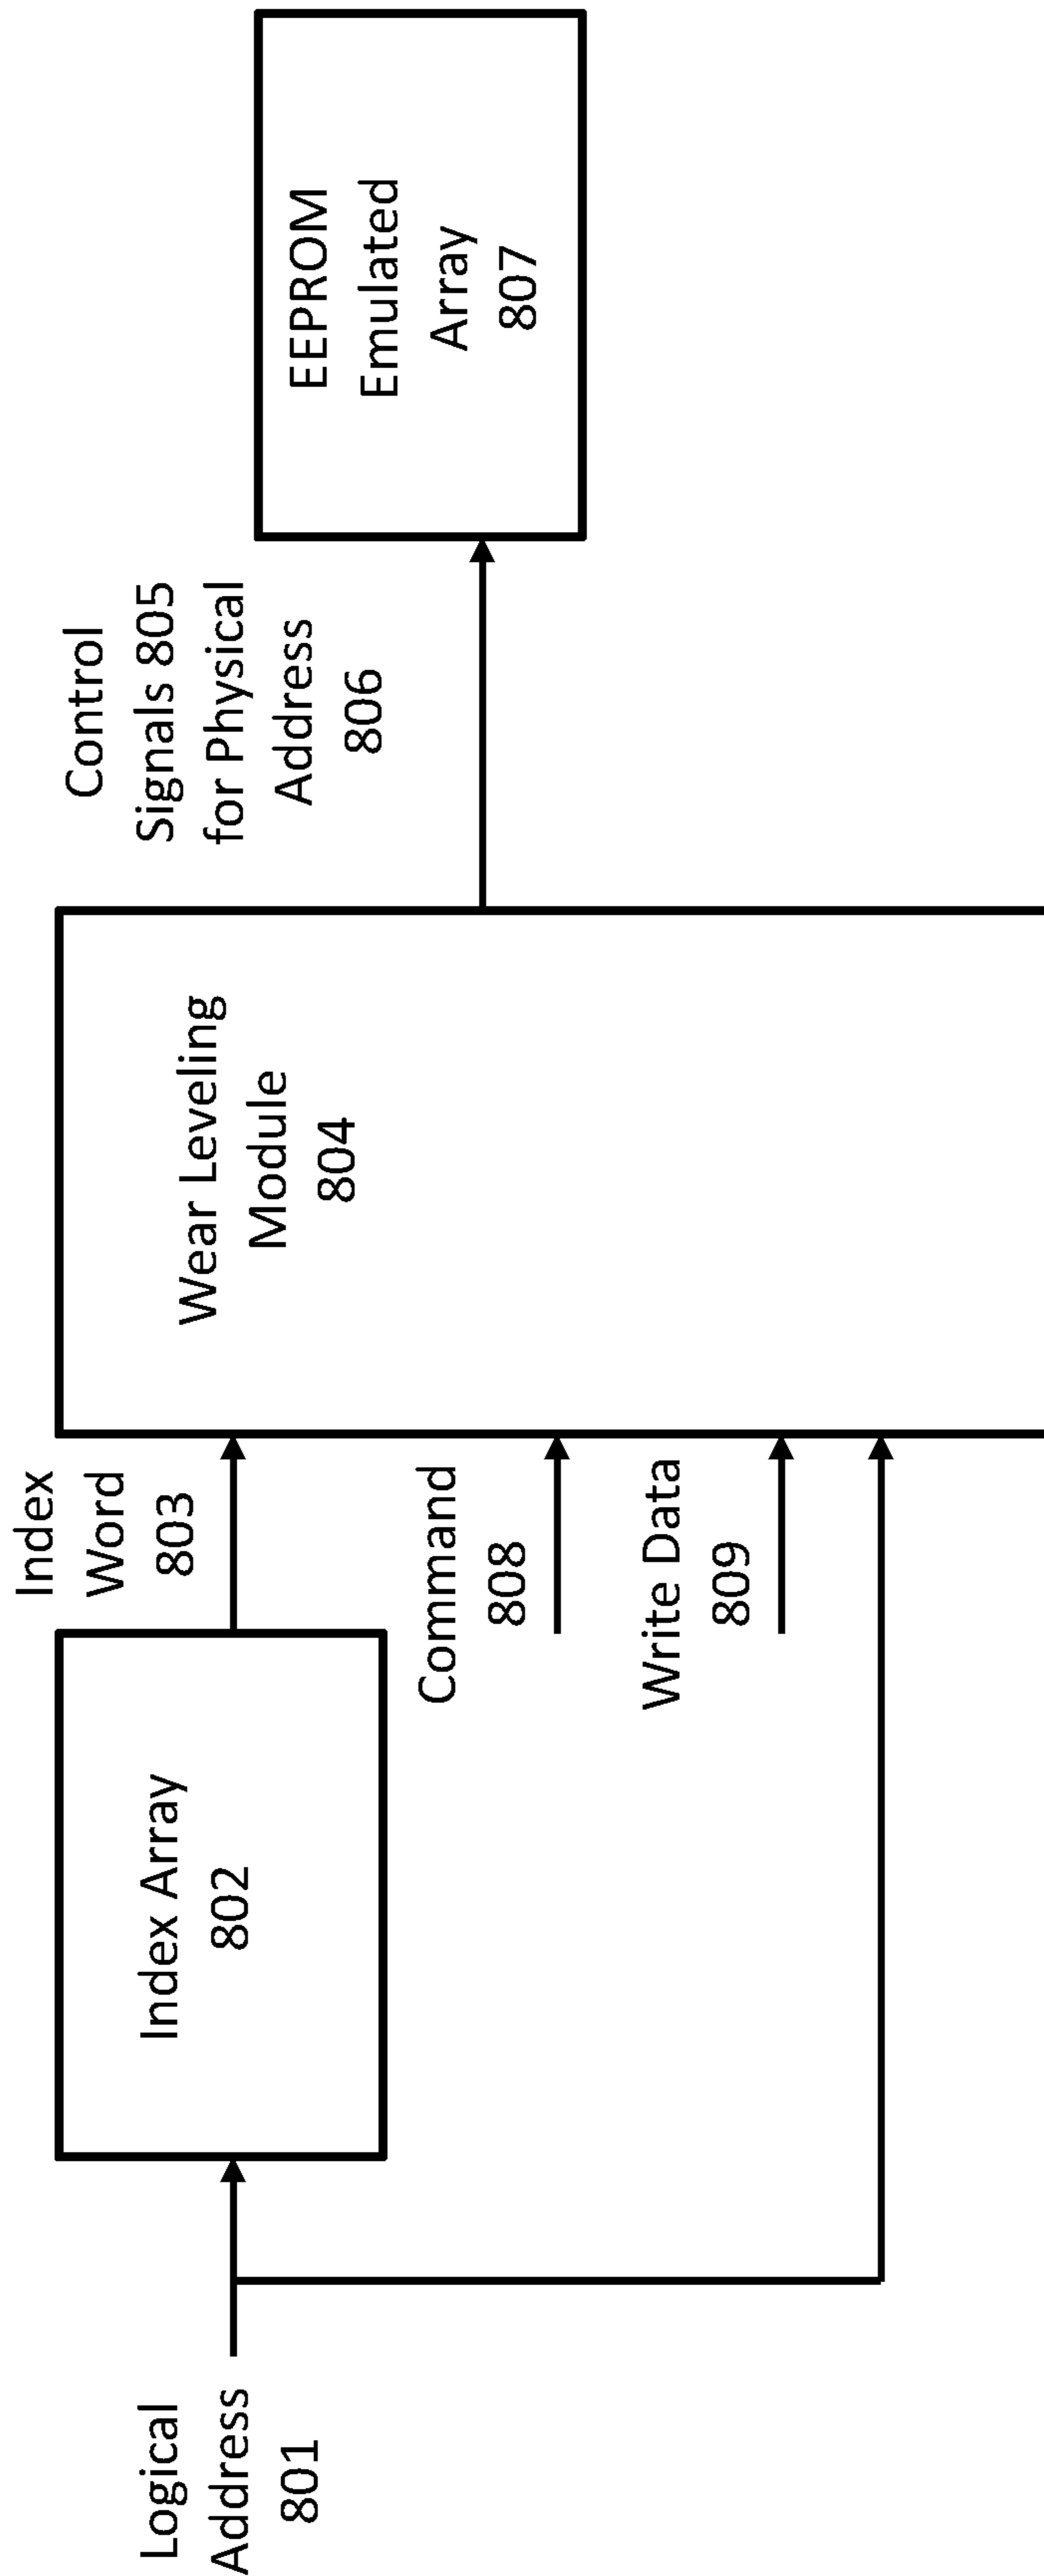 Logical
Address
801
Index Array
802
Index
Word
803
Command
808
Write Data
809
Wear Leveling
Module
804
Control
Signals 805
for Physical
Address
806
EEPROM
Emulated
Array
807